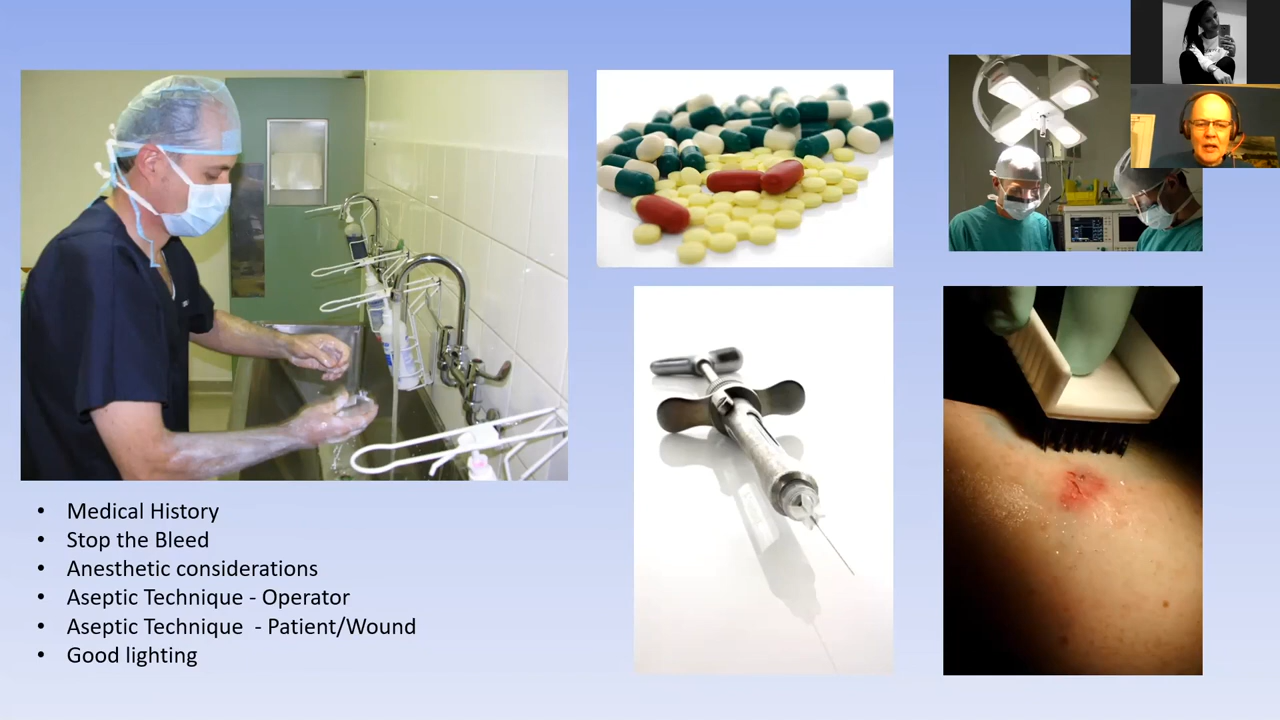 Medical History
Stop the Bleed
Anesthetic considerations
Aseptic Technique - Operator
Aseptic Technique  - Patient/Wound
Good lighting